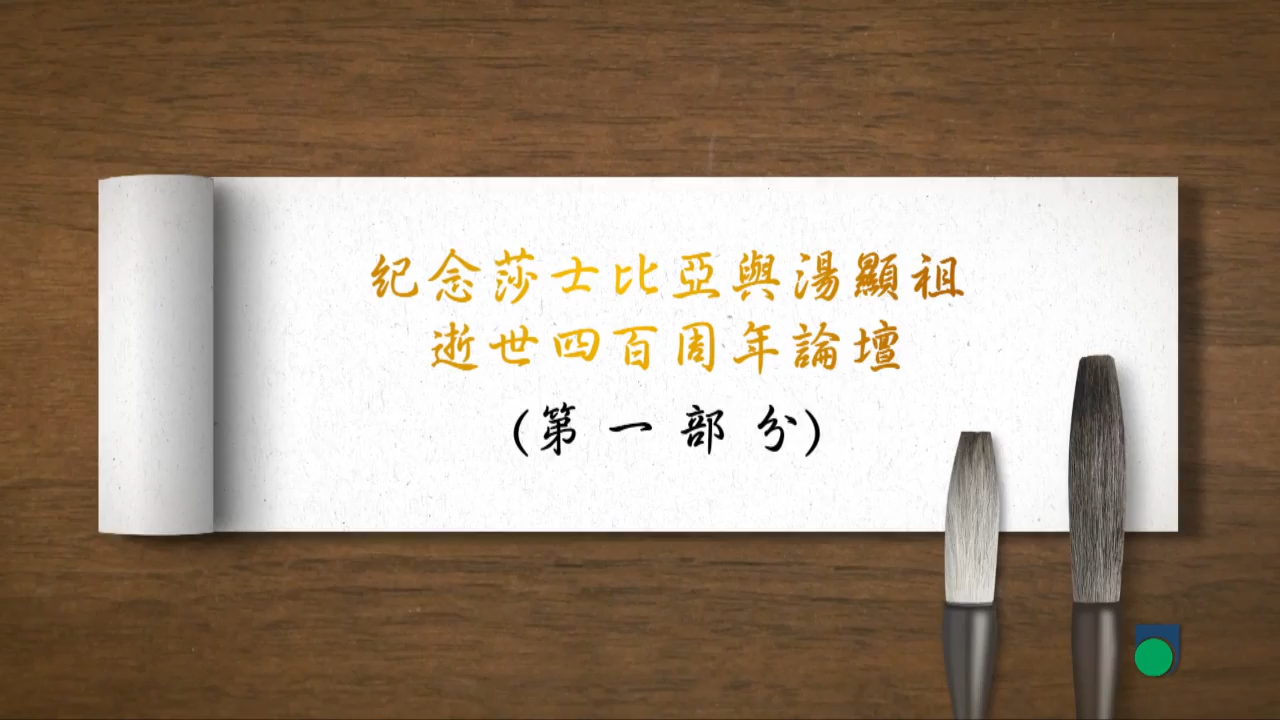 紀念莎士比亞與湯顯祖
逝世四百周年論壇
(第一部分)